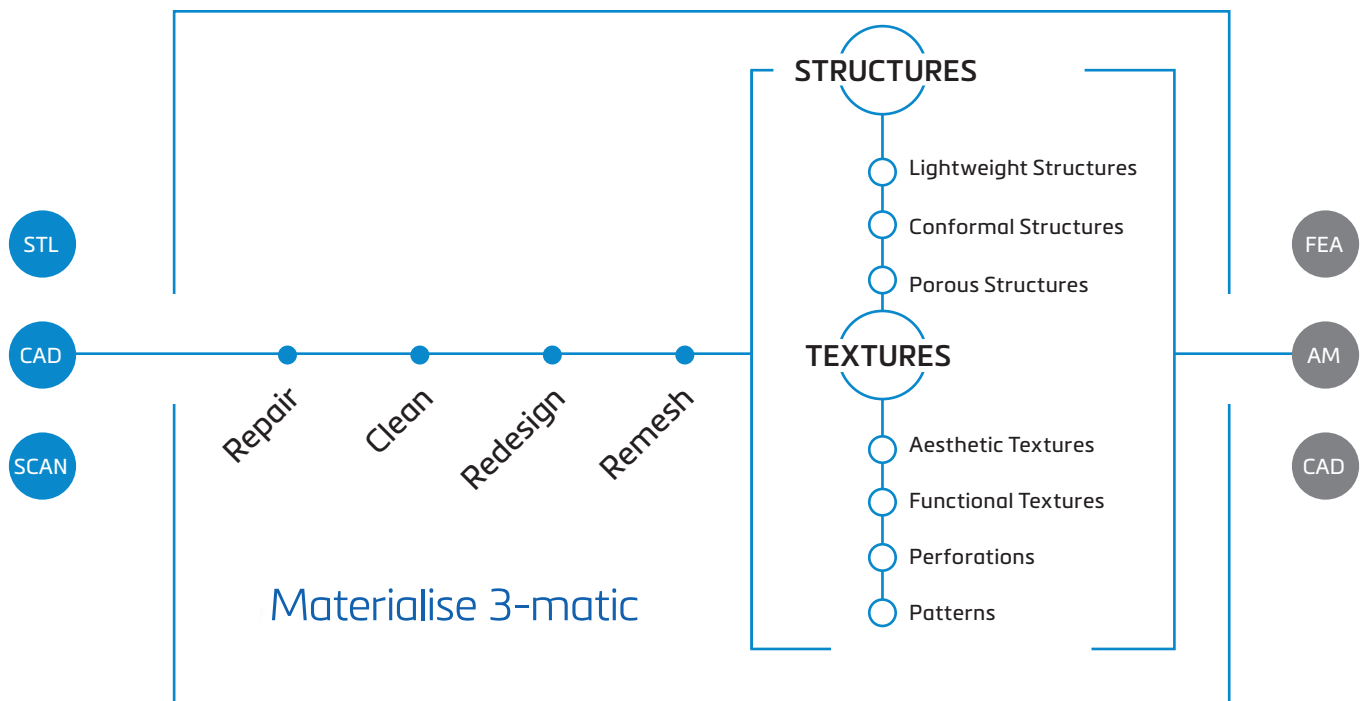 STL
CAD
SCAN
Repair
Clean
Redesign
Remesh
Materialise 3-matic
STRUCTURES
Lightweight Structures
Conformal Structures
Porous Structures
TEXTURES
Aesthetic Textures
Functional Textures
Perforations
Patterns
FEA
AM
CAD